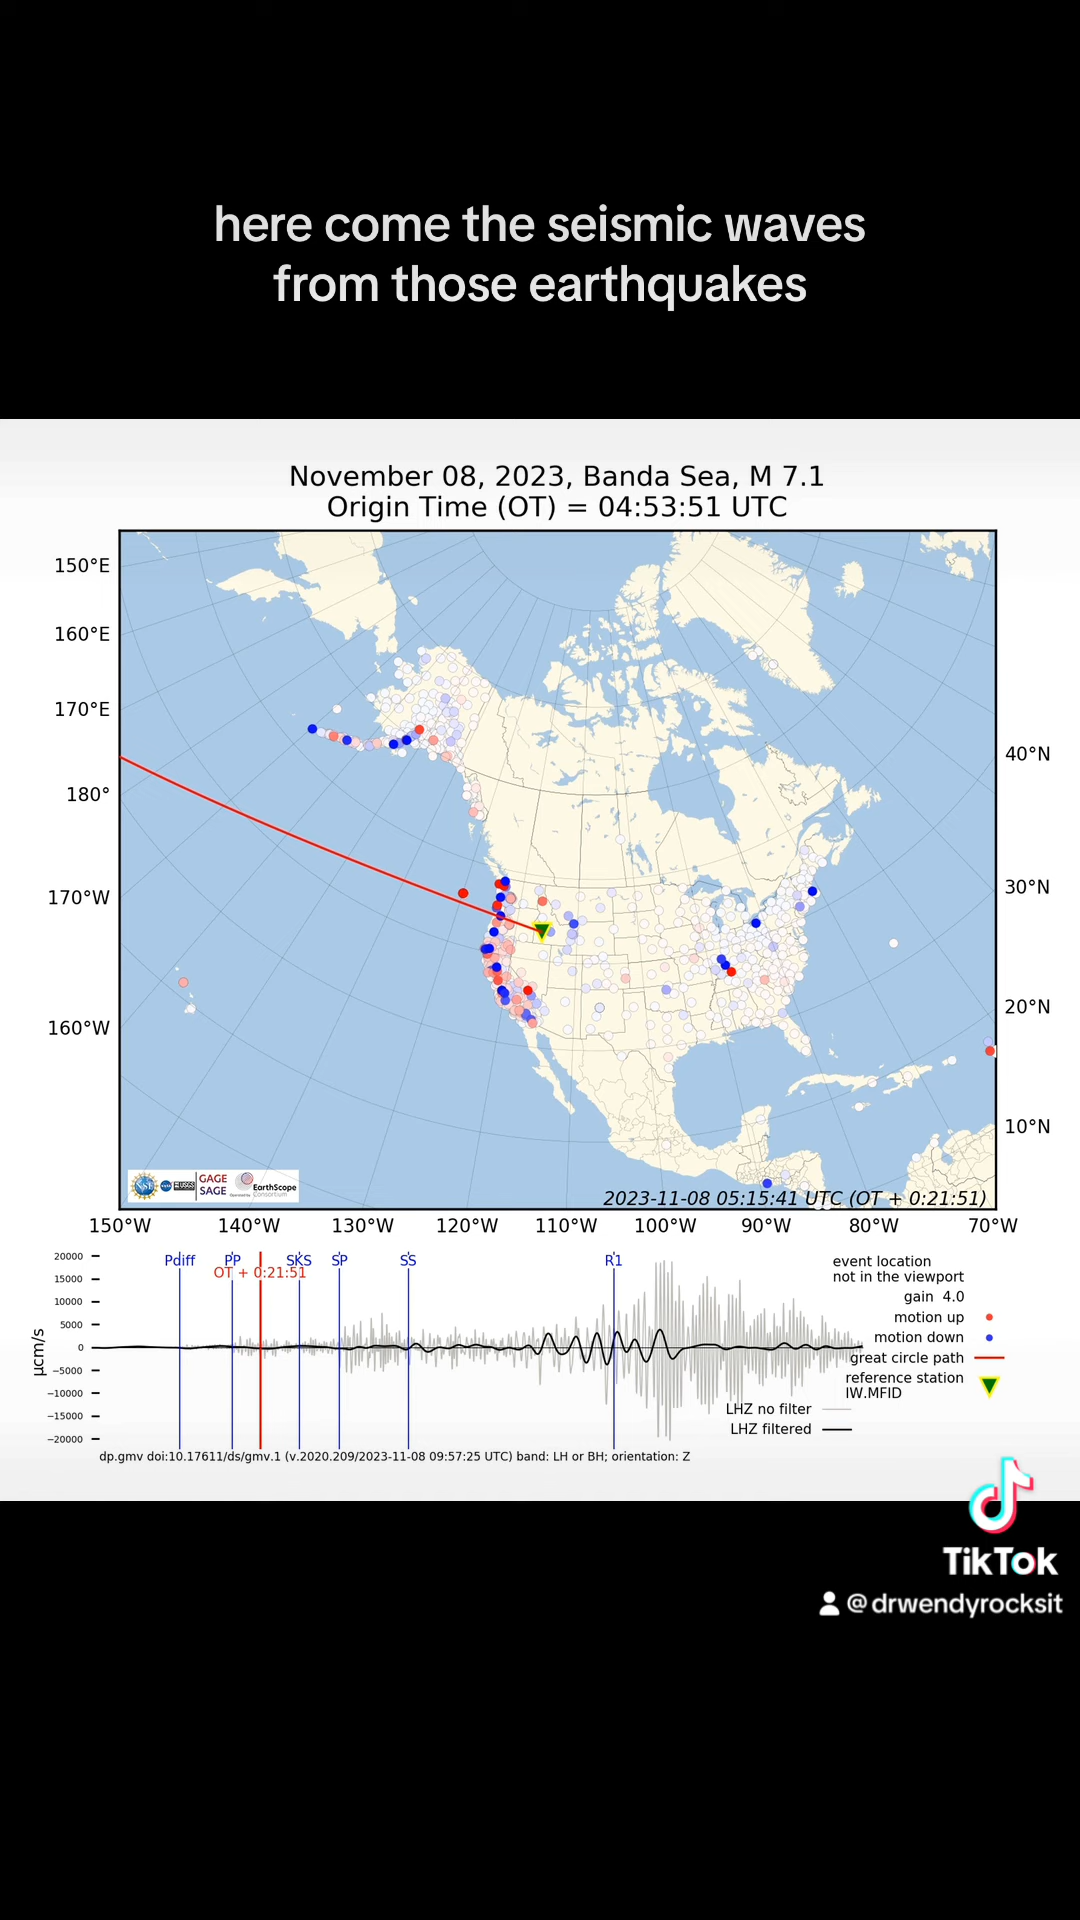 here come the seismic waves
from those earthquakes
November 08, 2023, Banda Sea, M 7.1
Origin Time (OT) = 04:53:51 UTC
150°E
160°E
170°E
180°
170°W
160°W
40°N
30°N
20°N
10°N
NSF
NASA
USGS
GAGE
SAGE
EarthScope
Consortium
2023-11-08 05:15:41 UTC (OT + 0:21:51)
150°W 140°W 130°W 120°W 110°W 100°W 90°W 80°W 70°W
Pdiff PP SKS SP SS R1
OT + 0:21:51
µcm/s
20000
15000
10000
5000
0
−5000
−10000
−15000
−20000
event location
not in the viewport
gain 4.0
motion up
motion down
great circle path
reference station
IW.MFID
LHZ no filter
LHZ filtered
dp.gmv doi:10.17611/ds/gmv.1 (v.2020.209/2023-11-08 09:57:25 UTC) band: LH or BH; orientation: Z
TikTok
@drwendyrocksit